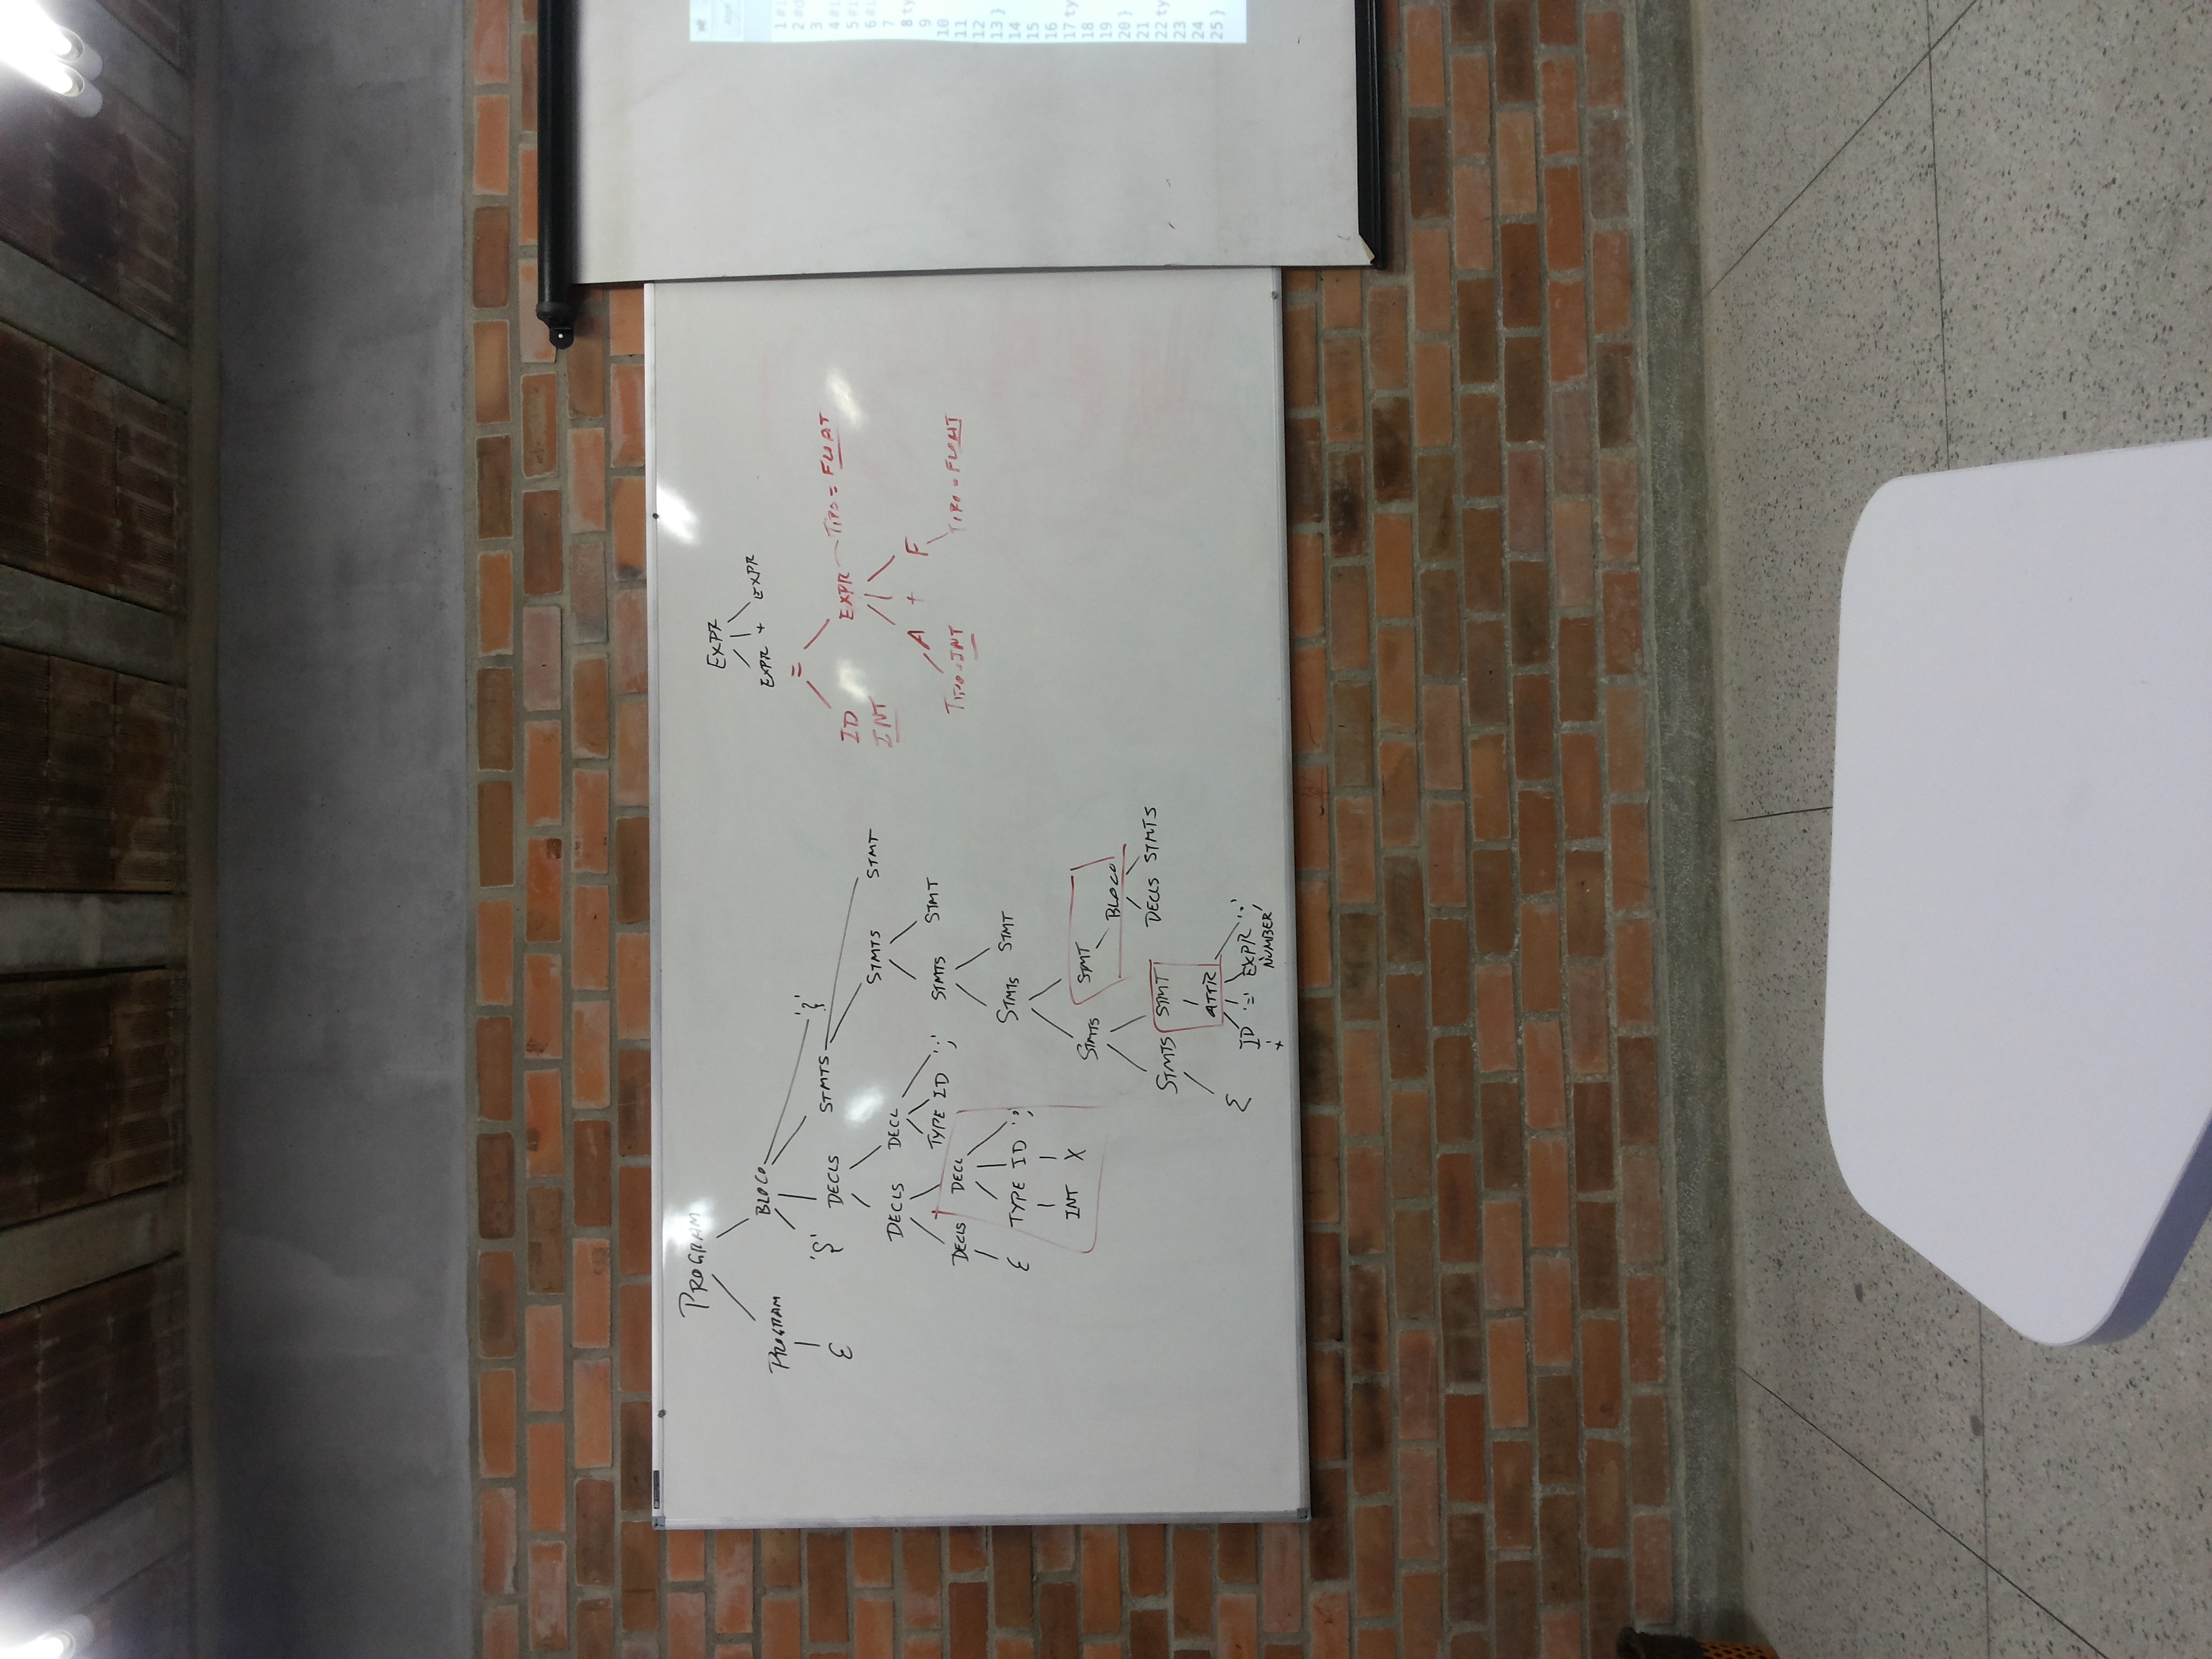 PROGRAM
PROGRAM BLOCO
ε '{' DECLS STMTS '}'
DECLS DECL STMTS STMT
DECLS DECL TYPE ID ';' STMTS STMT
ε TYPE ID ';' STMTS STMT
INT X STMTS STMT
BLOCO
STMTS STMT DECLS STMTS
ε ATTR
ID '=' EXPR ';'
NUMBER
EXPR
EXPR + EXPR
=
ID EXPR TIPO = FLOAT
INT
A + F
TIPO = INT TIPO = FLOAT
1 #i
2 #d
3
4 #i
5 #i
6 #i
7
8 ty
9
10
11
12
13 }
14
15
16
17 ty
18
19
20 }
21
22 ty
23
24
25 }